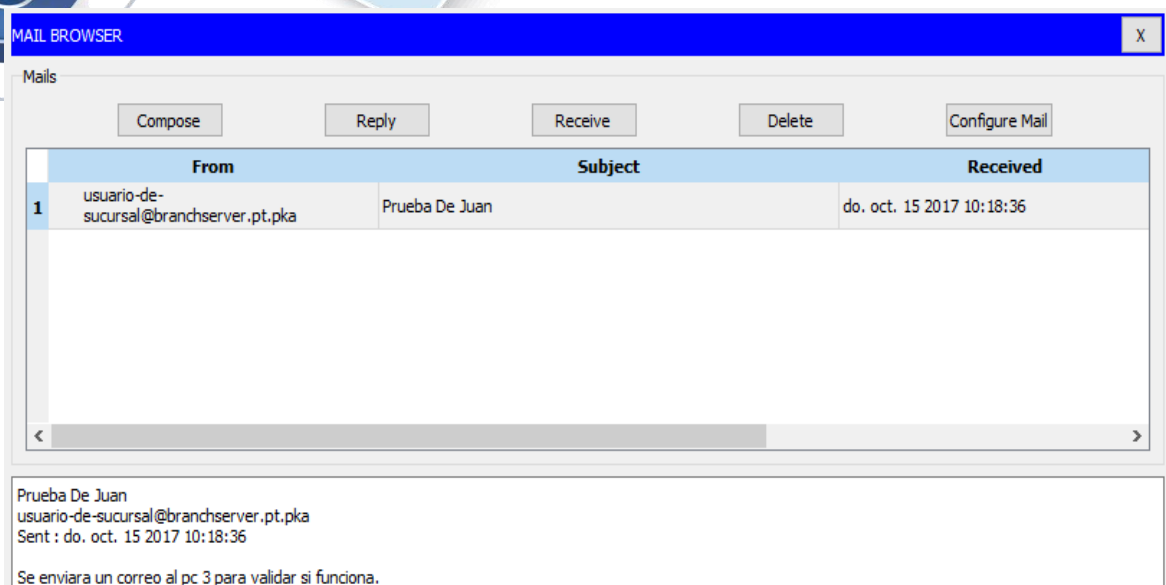 MAIL BROWSER
X
Mails
Compose Reply Receive Delete Configure Mail
From Subject Received
1 usuario-de-
sucursal@branchserver.pt.pka Prueba De Juan do. oct. 15 2017 10:18:36
Prueba De Juan
usuario-de-sucursal@branchserver.pt.pka
Sent : do. oct. 15 2017 10:18:36
Se enviara un correo al pc 3 para validar si funciona.